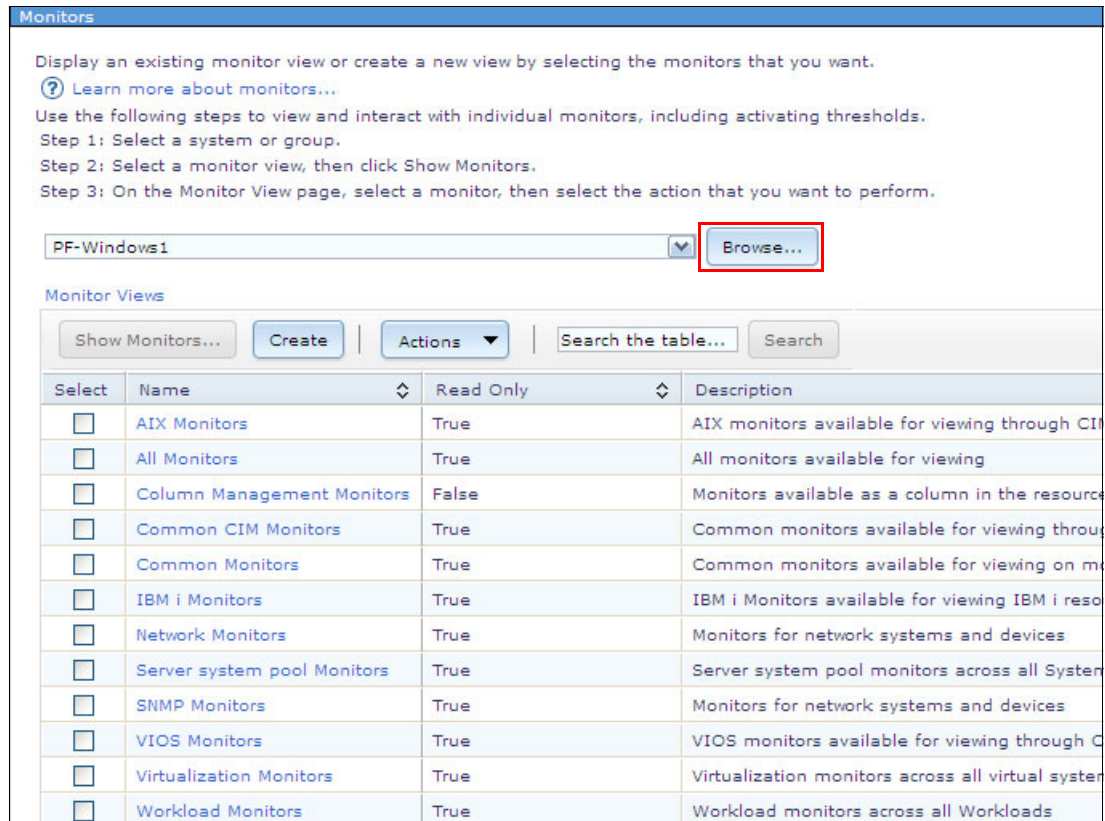 Monitors
Display an existing monitor view or create a new view by selecting the monitors that you want.
? Learn more about monitors...
Use the following steps to view and interact with individual monitors, including activating thresholds.
Step 1: Select a system or group.
Step 2: Select a monitor view, then click Show Monitors.
Step 3: On the Monitor View page, select a monitor, then select the action that you want to perform.
PF-Windows1 Browse...
Monitor Views
Show Monitors... Create Actions Search the table... Search
Select Name Read Only Description
AIX Monitors True AIX monitors available for viewing through
All Monitors True All monitors available for viewing
Column Management Monitors False Monitors available as a column in the resource
Common CIM Monitors True Common monitors available for viewing
Common Monitors True Common monitors available for viewing on
IBM i Monitors True IBM i Monitors available for viewing IBM i
Network Monitors True Monitors for network systems and devices
Server system pool Monitors True Server system pool monitors across all
SNMP Monitors True Monitors for network systems and devices
VIOS Monitors True VIOS monitors available for viewing through
Virtualization Monitors True Virtualization monitors across all virtual
Workload Monitors True Workload monitors across all Workloads